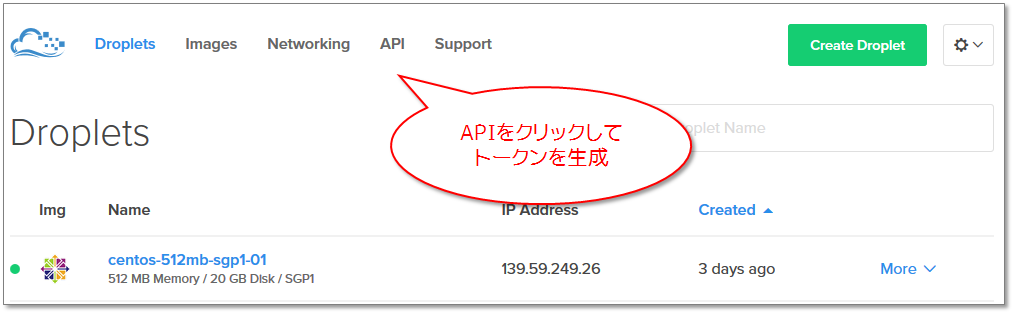 Droplets Images Networking API Support Create Droplet
APIをクリックして
トークンを生成
Droplets
oplet Name
Img Name IP Address Created
centos-512mb-sgp1-01
512 MB Memory / 20 GB Disk / SGP1
139.59.249.26 3 days ago More